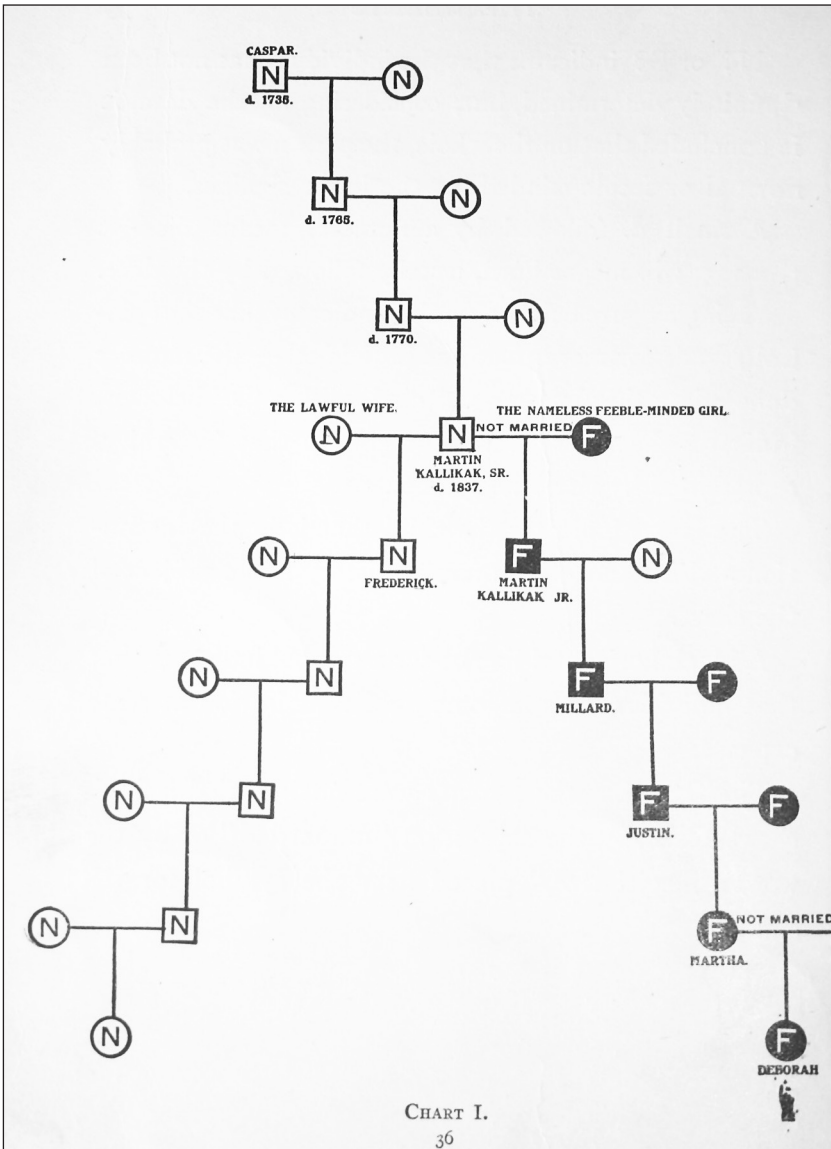 CASPAR.
N N
d. 1735.
N N
d. 1765.
N N
d. 1770.
THE LAWFUL WIFE. THE NAMELESS FEEBLE-MINDED GIRL.
N N NOT MARRIED F
MARTIN
KALLIKAK, SR.
d. 1837.
N N F N
FREDERICK. MARTIN
KALLIKAK JR.
N N F F
MILLARD.
N N F F
JUSTIN.
N N F NOT MARRIED
MARTHA.
N F
DEBORAH
CHART I.
36